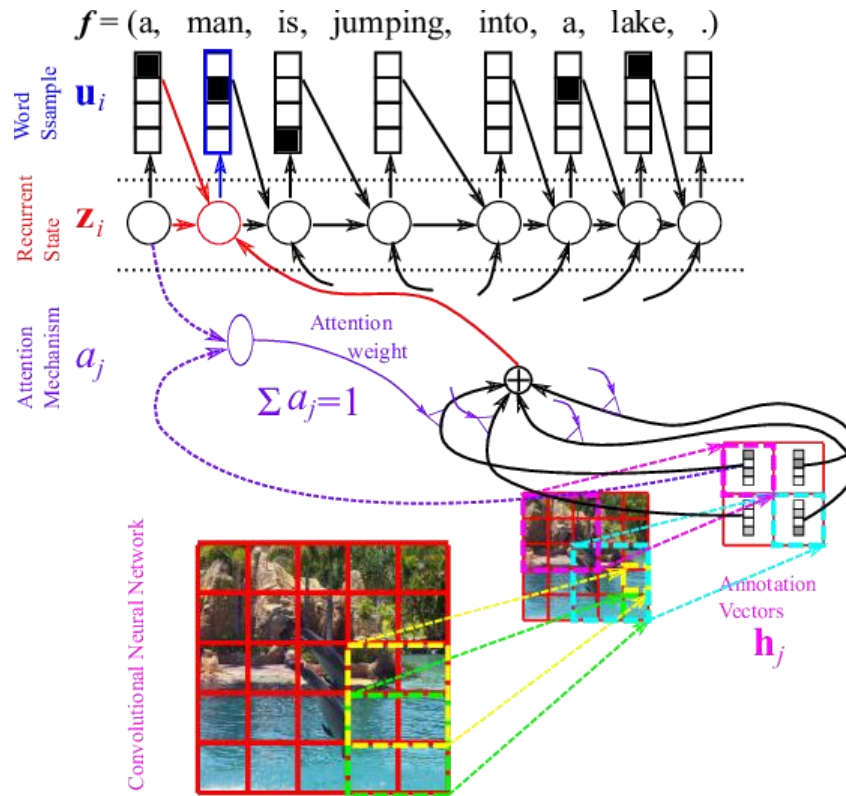 f = (a, man, is, jumping, into, a, lake, .)
Word
Ssample
u_i
Recurrent
State
z_i
Attention
Mechanism
a_j
Attention
weight
Σ a_j=1
Convolutional Neural Network
Annotation
Vectors
h_j